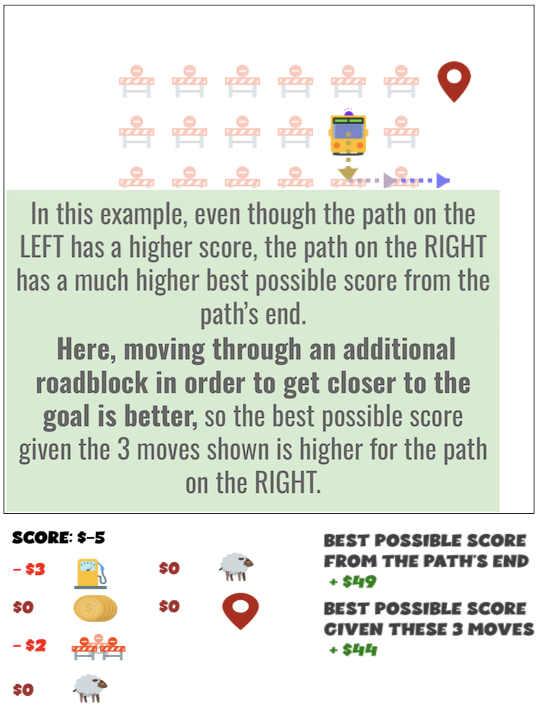 In this example, even though the path on the
LEFT has a higher score, the path on the RIGHT
has a much higher best possible score from the
path's end.
Here, moving through an additional
roadblock in order to get closer to the
goal is better, so the best possible score
given the 3 moves shown is higher for the path
on the RIGHT.
SCORE: $-5
- $3
$0
$0
$0
- $2
$0
BEST POSSIBLE SCORE
FROM THE PATH'S END
+ $49
BEST POSSIBLE SCORE
GIVEN THESE 3 MOVES
+ $44